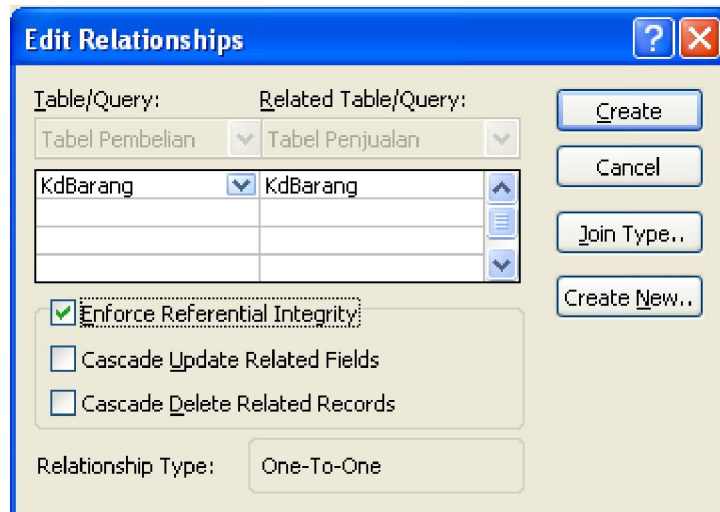 Edit Relationships
Table/Query: Related Table/Query:
Create
Tabel Pembelian Tabel Penjualan
Cancel
KdBarang KdBarang
Join Type..
Create New..
Enforce Referential Integrity
Cascade Update Related Fields
Cascade Delete Related Records
Relationship Type: One-To-One